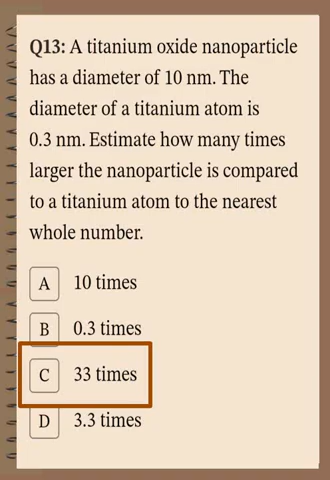 Q13: A titanium oxide nanoparticle
has a diameter of 10 nm. The
diameter of a titanium atom is
0.3 nm. Estimate how many times
larger the nanoparticle is compared
to a titanium atom to the nearest
whole number.
A 10 times
B 0.3 times
C 33 times
D 3.3 times